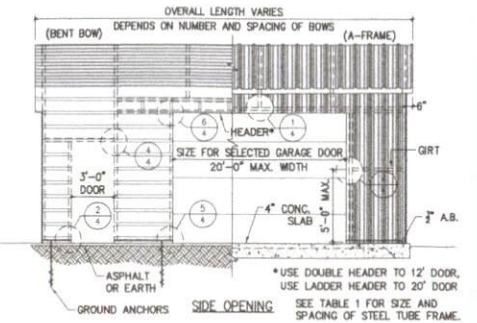 OVERALL LENGTH VARIES
DEPENDS ON NUMBER AND SPACING OF BOWS
(BENT BOW)
(A-FRAME)
6"
6
4
HEADER*
1
4
GIRT
4
4
SIZE FOR SELECTED GARAGE DOOR
20'-0" MAX. WIDTH
3'-0"
DOOR
2
4
5
4
4" CONC.
SLAB
5'-0" MAX.
½" A.B.
ASPHALT
OR EARTH
GROUND ANCHORS
SIDE OPENING
*USE DOUBLE HEADER TO 12' DOOR,
USE LADDER HEADER TO 20' DOOR
SEE TABLE 1 FOR SIZE AND
SPACING OF STEEL TUBE FRAME.